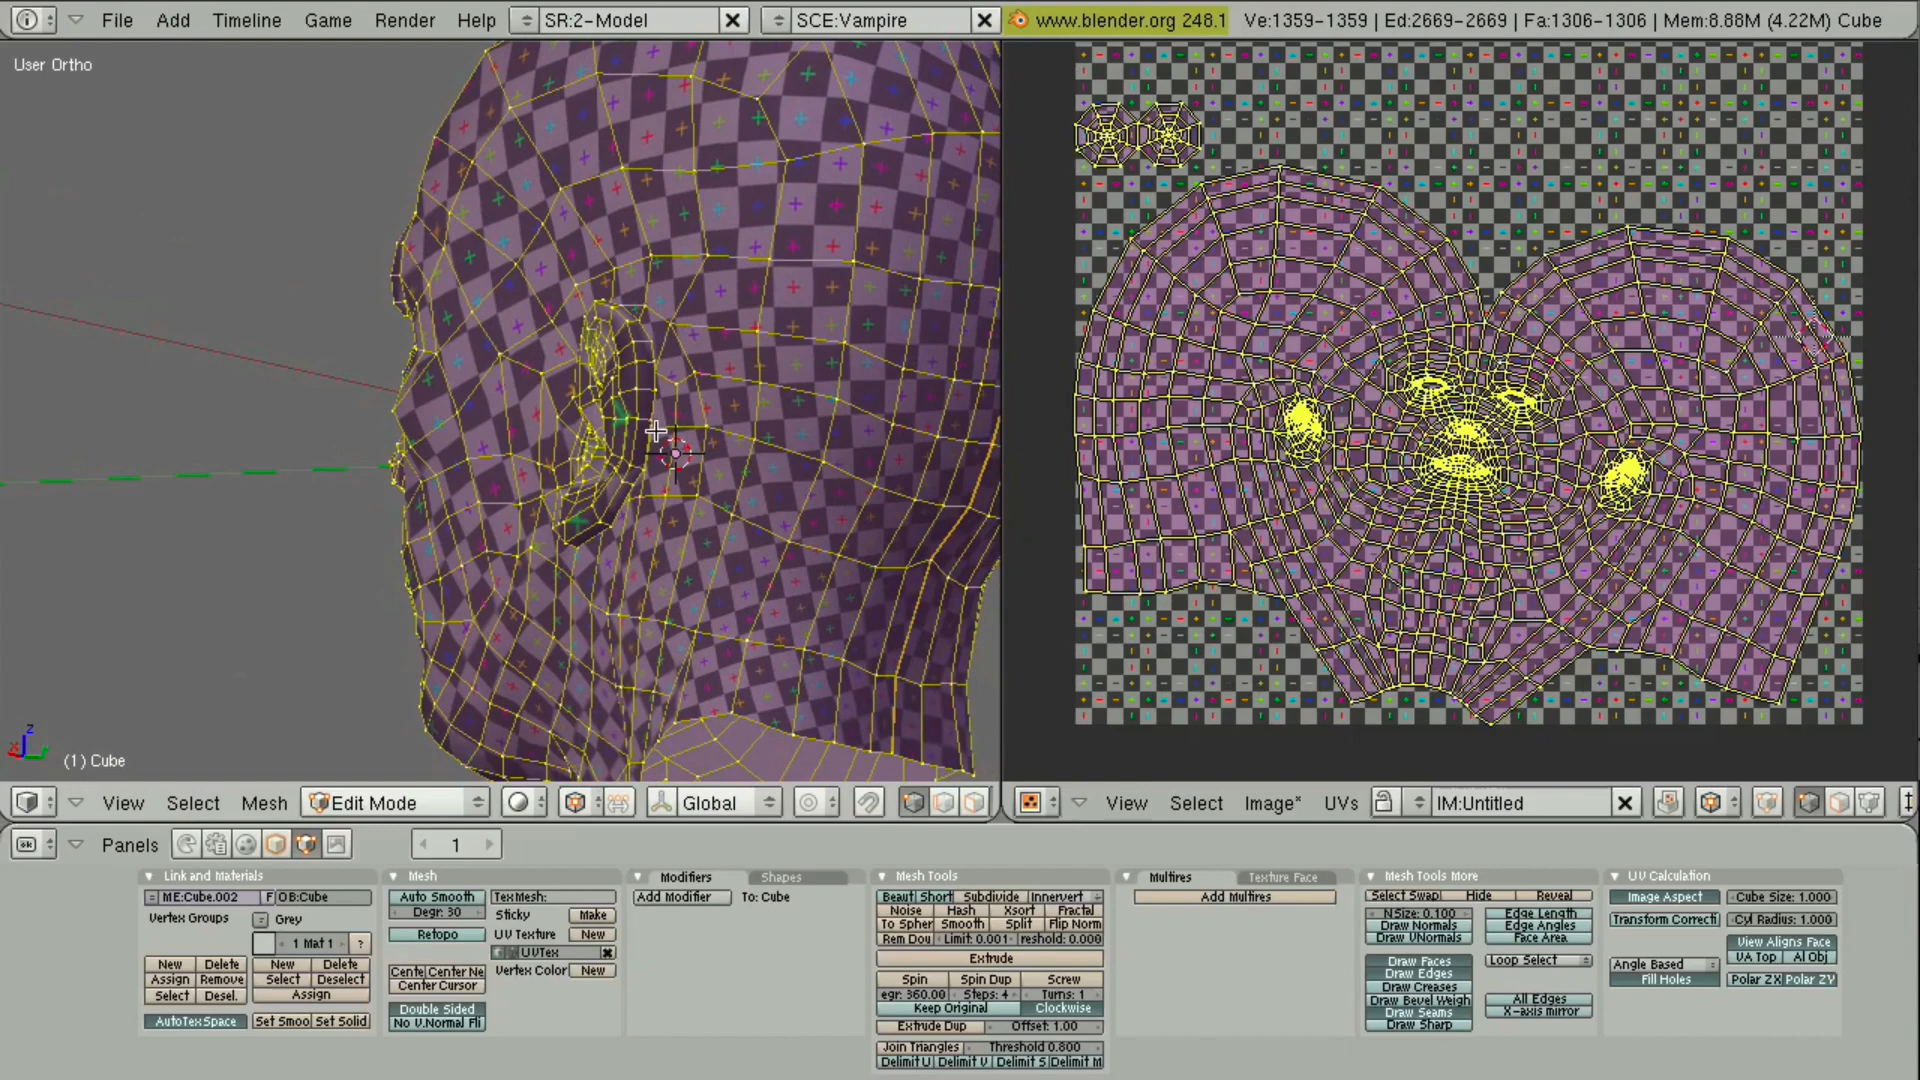 File Add Timeline Game Render Help SR:2-Model SCE:Vampire www.blender.org 248.1 Ve:1359-1359 | Ed:2669-2669 | Fa:1306-1306 | Mem:8.88M (4.22M) Cube
User Ortho
z
x
(1) Cube
View Select Mesh Edit Mode Global
View Select Image* UVs IM:Untitled
Panels 1
Link and Materials
ME:Cube.002 F OB:Cube
Vertex Groups Grey
1 Mat 1 ?
New Delete New Delete
Assign Remove Select Deselect
Select Desel. Assign
AutoTexSpace Set Smoo Set Solid
Mesh
Auto Smooth TexMesh:
Degr: 30 Sticky Make
Retopo UV Texture New
UVTex
Cente Center Ne Vertex Color New
Center Cursor
Double Sided
No V.Normal Fli
Modifiers Shapes
Add Modifier To: Cube
Mesh Tools
Beaut Short Subdivide Innervert
Noise Hash Xsort Fractal
To Spher Smooth Split Flip Norm
Rem Dou Limit: 0.001 reshold: 0.000
Extrude
Spin Spin Dup Screw
egr: 360.00 Steps: 4 Turns: 1
Keep Original Clockwise
Extrude Dup Offset: 1.00
Join Triangles Threshold 0.800
Delimit U Delimit V Delimit S Delimit M
Multires Texture Face
Add Multires
Mesh Tools More
Select Swap Hide Reveal
NSize: 0.100 Edge Length
Draw Normals Edge Angles
Draw VNormals Face Area
Draw Faces Loop Select
Draw Edges
Draw Creases
Draw Bevel Weigh All Edges
Draw Seams X-axis mirror
Draw Sharp
UV Calculation
Image Aspect Cube Size: 1.000
Transform Correcti Cyl Radius: 1.000
View Aligns Face
Angle Based VA Top Al Obj
Fill Holes Polar ZX Polar ZY